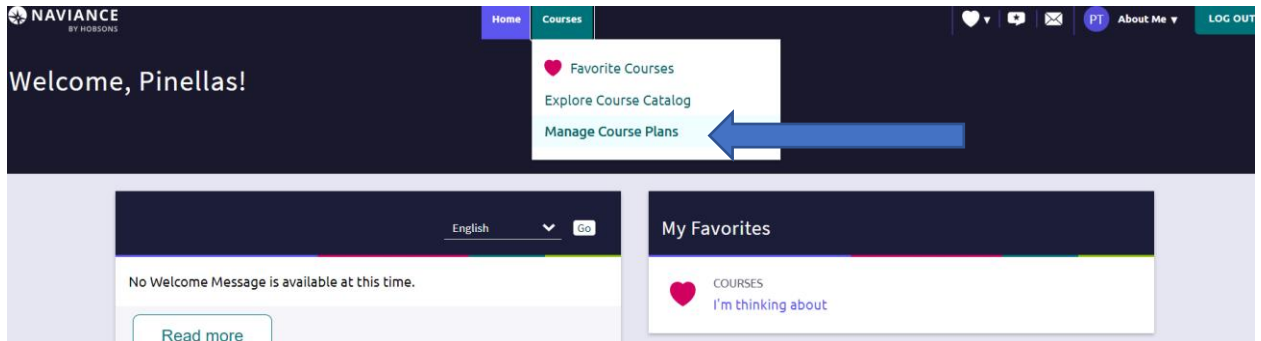 NAVIANCE
BY HOBSONS
Home
Courses
PT
About Me
LOG OUT
Welcome, Pinellas!
Favorite Courses
Explore Course Catalog
Manage Course Plans
English
Go
My Favorites
No Welcome Message is available at this time.
Read more
COURSES
I'm thinking about